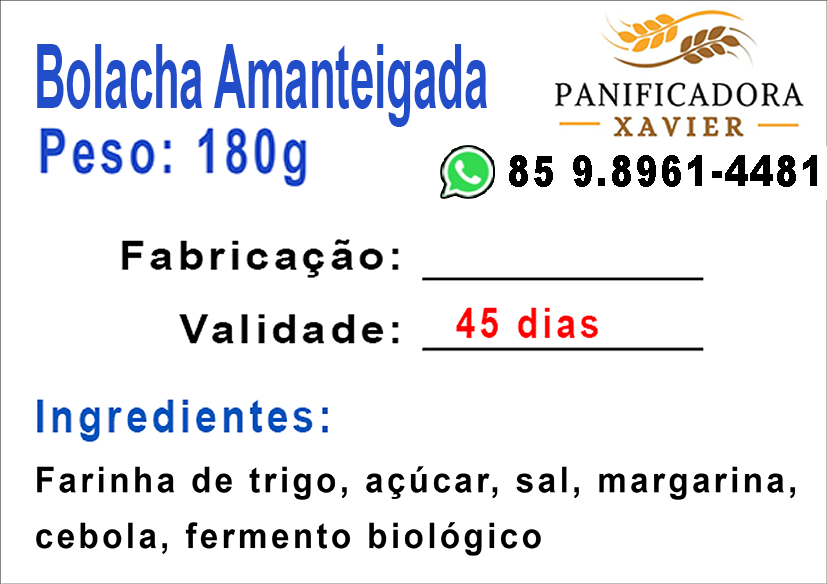 Bolacha Amanteigada
Peso: 180g
PANIFICADORA
XAVIER
85 9.8961-4481
Fabricação:
Validade: 45 dias
Ingredientes:
Farinha de trigo, açúcar, sal, margarina,
cebola, fermento biológico